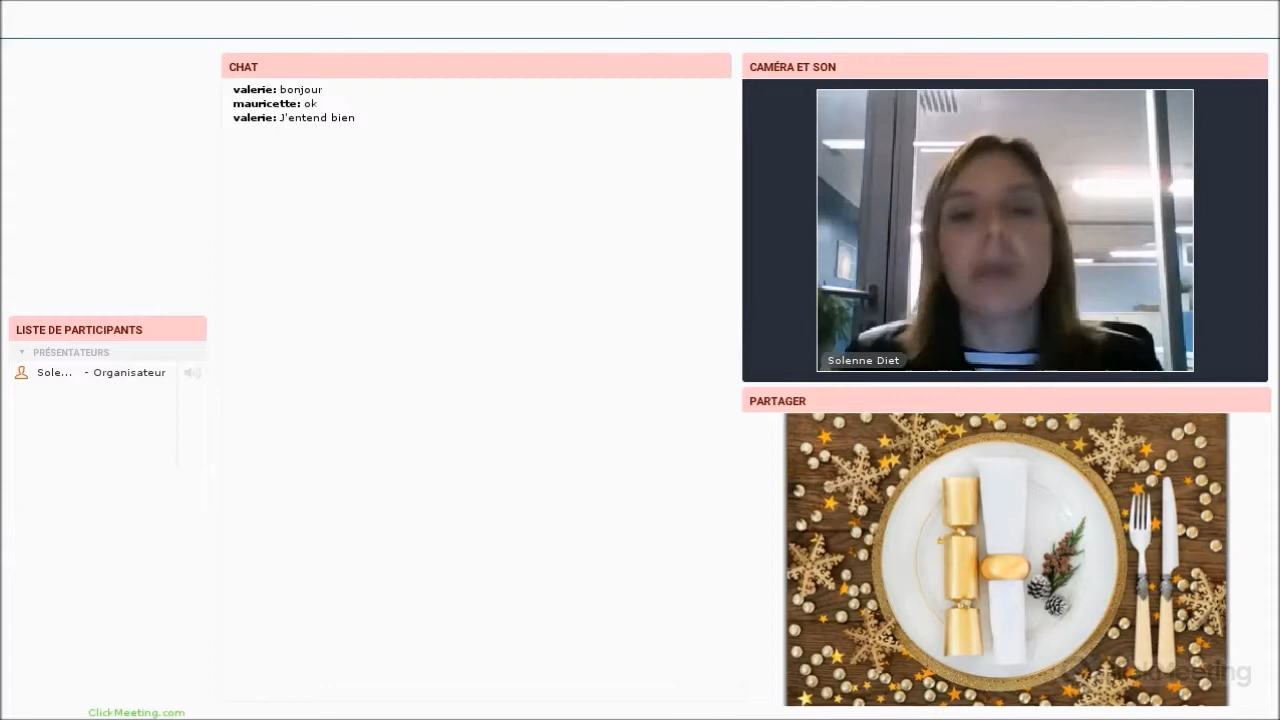 CHAT
valerie: bonjour
mauricette: ok
valerie: J'entend bien
CAMÉRA ET SON
Solenne Diet
LISTE DE PARTICIPANTS
PRÉSENTATEURS
Sole... - Organisateur
PARTAGER
ClickMeeting
ClickMeeting.com